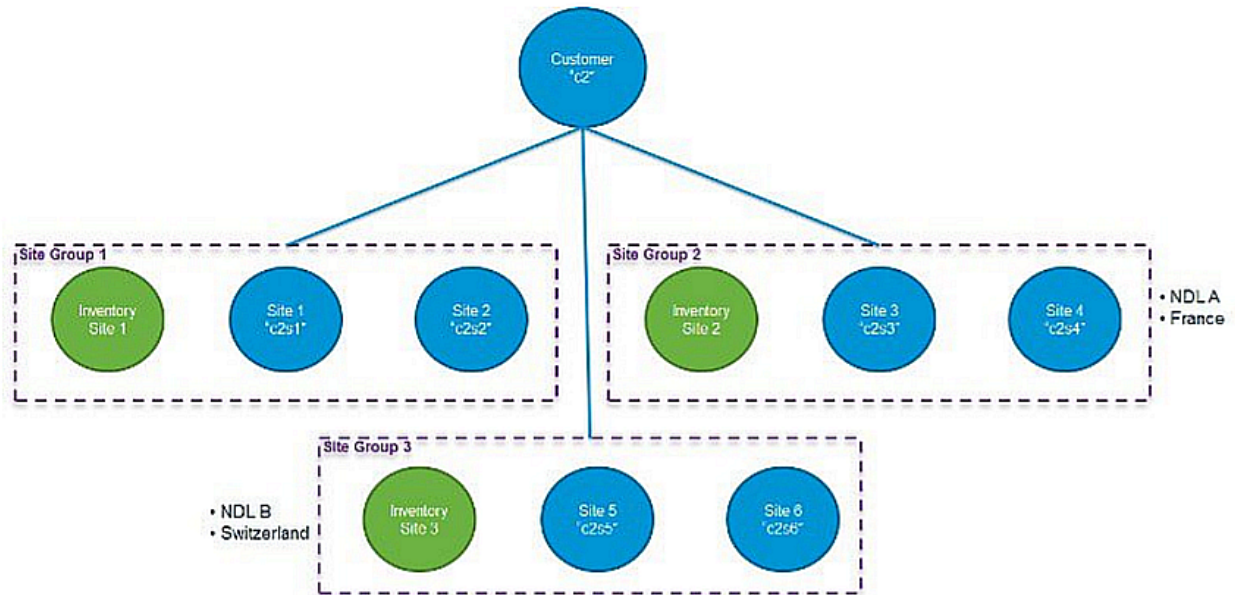 Customer
"c2"
Site Group 1
Inventory
Site 1
Site 1
"c2s1"
Site 2
"c2s2"
Site Group 2
Inventory
Site 2
Site 3
"c2s3"
Site 4
"c2s4"
• NDL A
• France
Site Group 3
Inventory
Site 3
Site 5
"c2s5"
Site 6
"c2s6"
• NDL B
• Switzerland